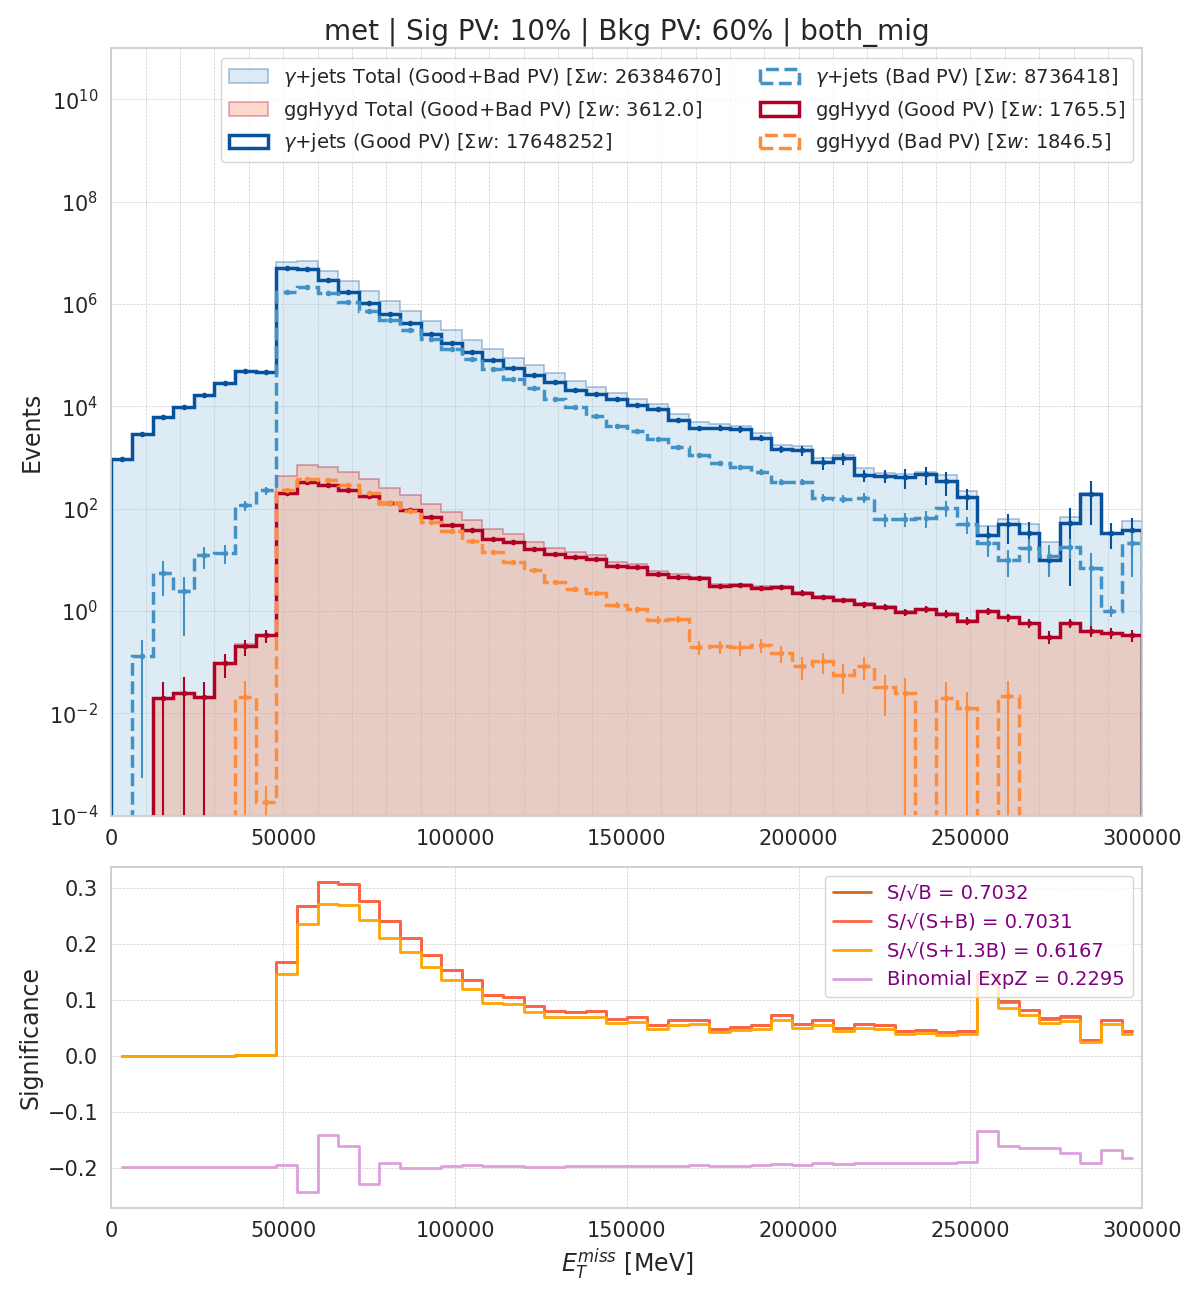 met | Sig PV: 10% | Bkg PV: 60% | both_mig
γ+jets Total (Good+Bad PV) [Σw: 26384670]
ggHyyd Total (Good+Bad PV) [Σw: 3612.0]
γ+jets (Good PV) [Σw: 17648252]
γ+jets (Bad PV) [Σw: 8736418]
ggHyyd (Good PV) [Σw: 1765.5]
ggHyyd (Bad PV) [Σw: 1846.5]
Events
10^10
10^8
10^6
10^4
10^2
10^0
10^−2
10^−4
0 50000 100000 150000 200000 250000 300000
Significance
0.3
0.2
0.1
0.0
−0.1
−0.2
S/√B = 0.7032
S/√(S+B) = 0.7031
S/√(S+1.3B) = 0.6167
Binomial ExpZ = 0.2295
0 50000 100000 150000 200000 250000 300000
E_T^miss [MeV]